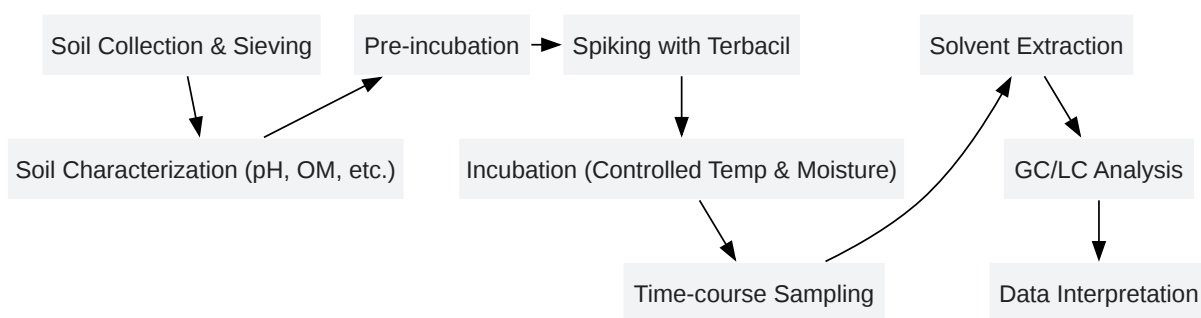 Soil Collection & Sieving
Soil Characterization (pH, OM, etc.)
Pre-incubation
Spiking with Terbacil
Incubation (Controlled Temp & Moisture)
Time-course Sampling
Solvent Extraction
GC/LC Analysis
Data Interpretation